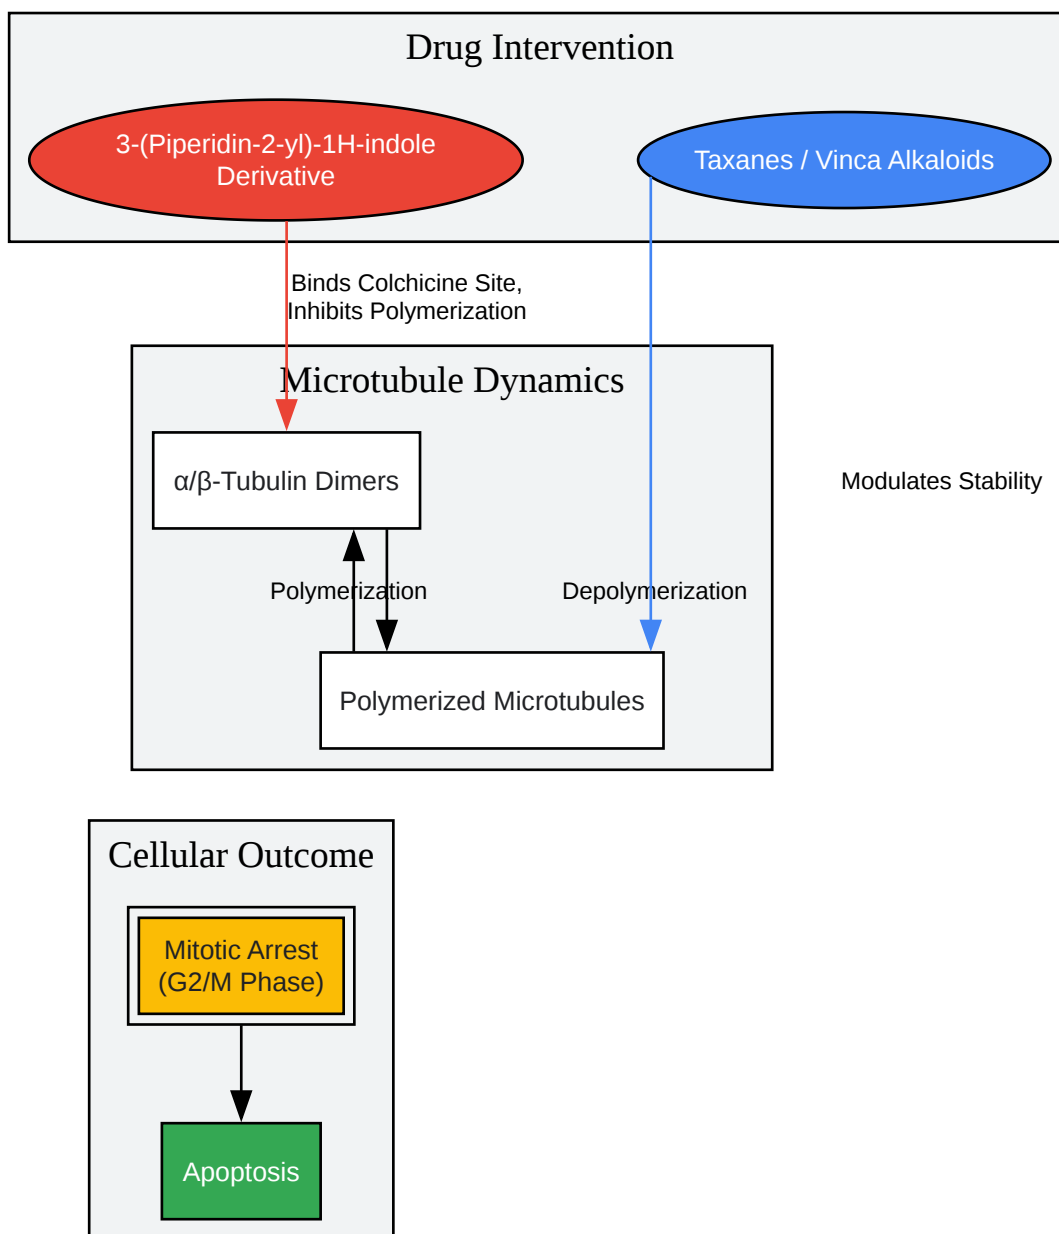 Drug Intervention
3-(Piperidin-2-yl)-1H-indole
Derivative
Taxanes / Vinca Alkaloids
Binds Colchicine Site,
Inhibits Polymerization
Microtubule Dynamics
α/β-Tubulin Dimers
Modulates Stability
Polymerization
Depolymerization
Polymerized Microtubules
Cellular Outcome
Mitotic Arrest
(G2/M Phase)
Apoptosis